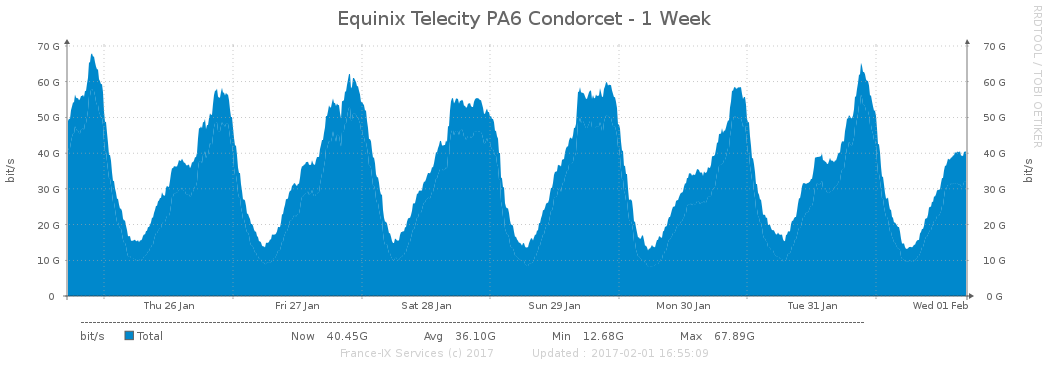 Equinix Telecity PA6 Condorcet - 1 Week
RRDTOOL / TOBI OETIKER
70 G 70 G
60 G 60 G
50 G 50 G
40 G 40 G
30 G 30 G
20 G 20 G
10 G 10 G
0 0 G
bit/s
bit/s
Thu 26 Jan Fri 27 Jan Sat 28 Jan Sun 29 Jan Mon 30 Jan Tue 31 Jan Wed 01 Feb
bit/s Total Now 40.45G Avg 36.10G Min 12.68G Max 67.89G
France-IX Services (c) 2017 Updated : 2017-02-01 16:55:09